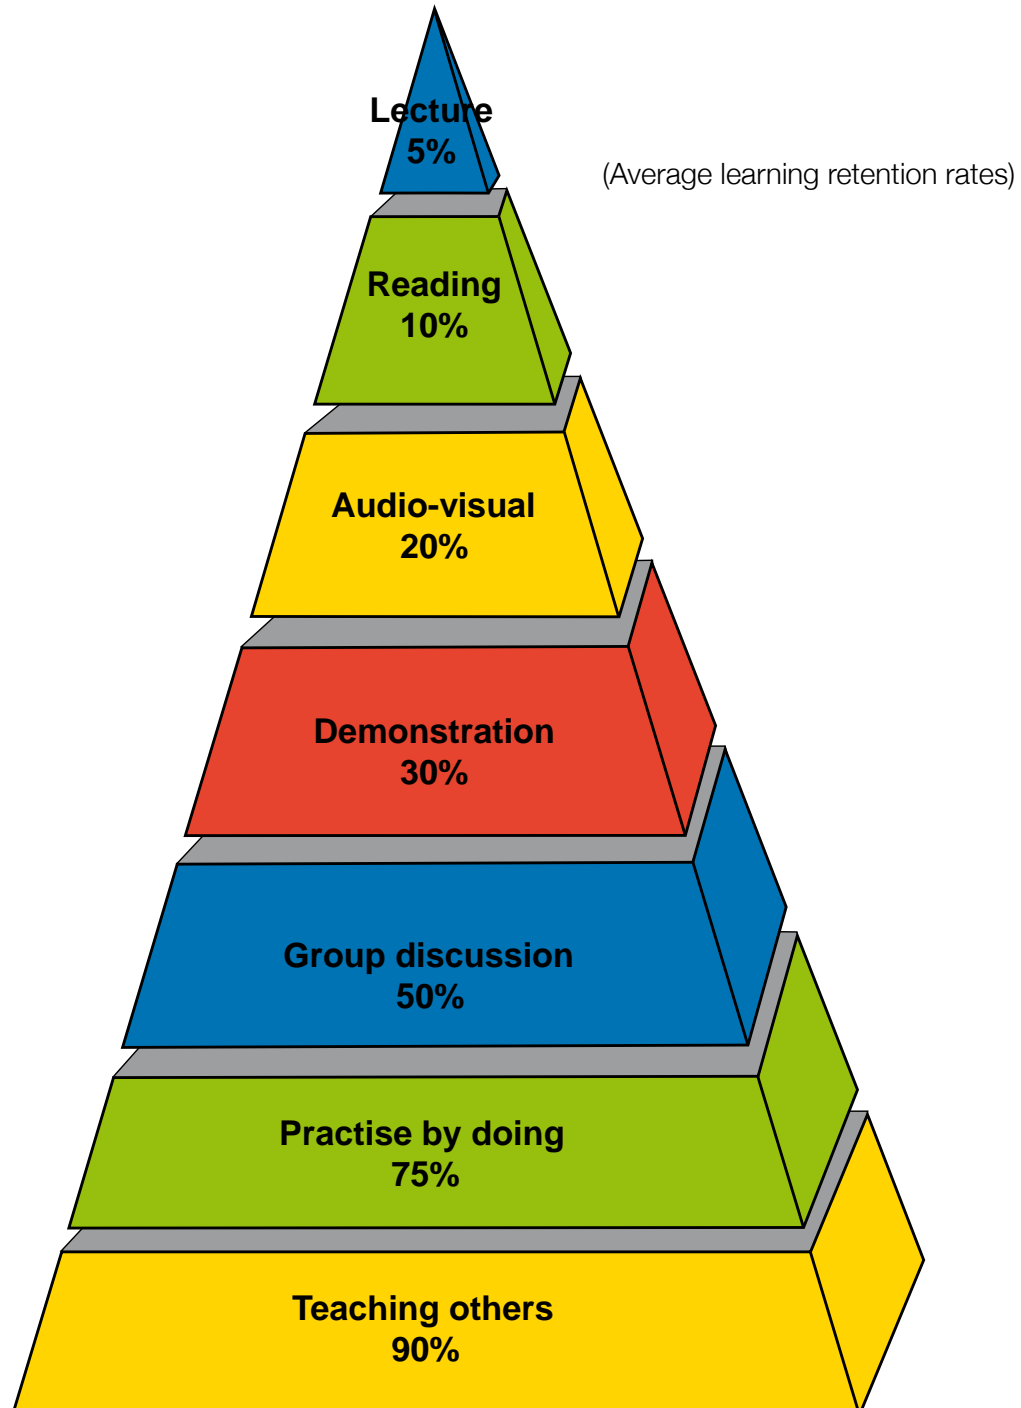 Lecture
5%
(Average learning retention rates)
Reading
10%
Audio-visual
20%
Demonstration
30%
Group discussion
50%
Practise by doing
75%
Teaching others
90%